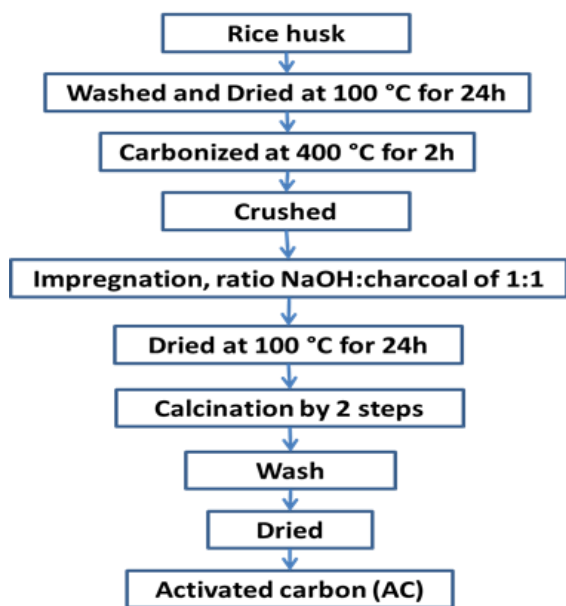 Rice husk
Washed and Dried at 100 °C for 24h
Carbonized at 400 °C for 2h
Crushed
Impregnation, ratio NaOH:charcoal of 1:1
Dried at 100 °C for 24h
Calcination by 2 steps
Wash
Dried
Activated carbon (AC)